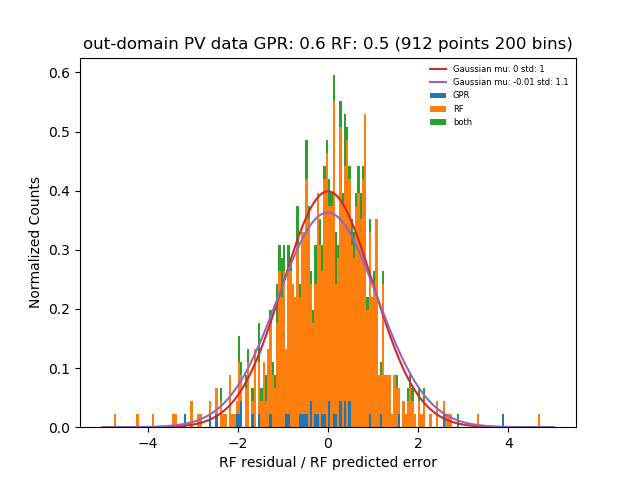 out-domain PV data GPR: 0.6 RF: 0.5 (912 points 200 bins)
Gaussian mu: 0 std: 1
Gaussian mu: -0.01 std: 1.1
GPR
RF
both
Normalized Counts
0.6
0.5
0.4
0.3
0.2
0.1
0.0
−4 −2 0 2 4
RF residual / RF predicted error